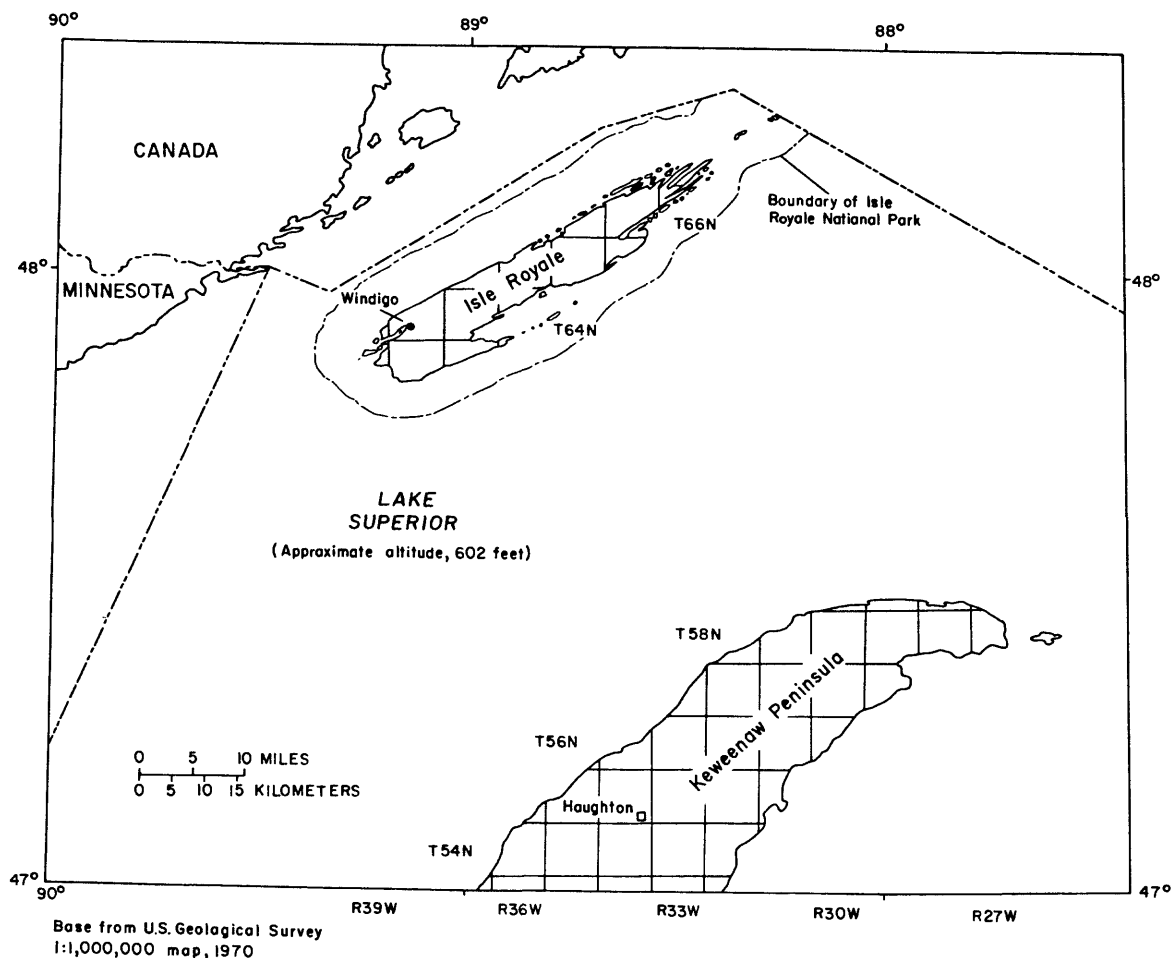 90°
89°
88°
CANADA
Boundary of Isle
Royale National Park
T66N
48°
48°
MINNESOTA
Isle Royale
Windigo
T64N
LAKE
SUPERIOR
(Approximate altitude, 602 feet)
T58N
Keweenaw Peninsula
T56N
0 5 10 MILES
0 5 10 15 KILOMETERS
Haughton
T54N
47°
90°
47°
R39W R36W R33W R30W R27W
Base from U.S. Geological Survey
1:1,000,000 map, 1970